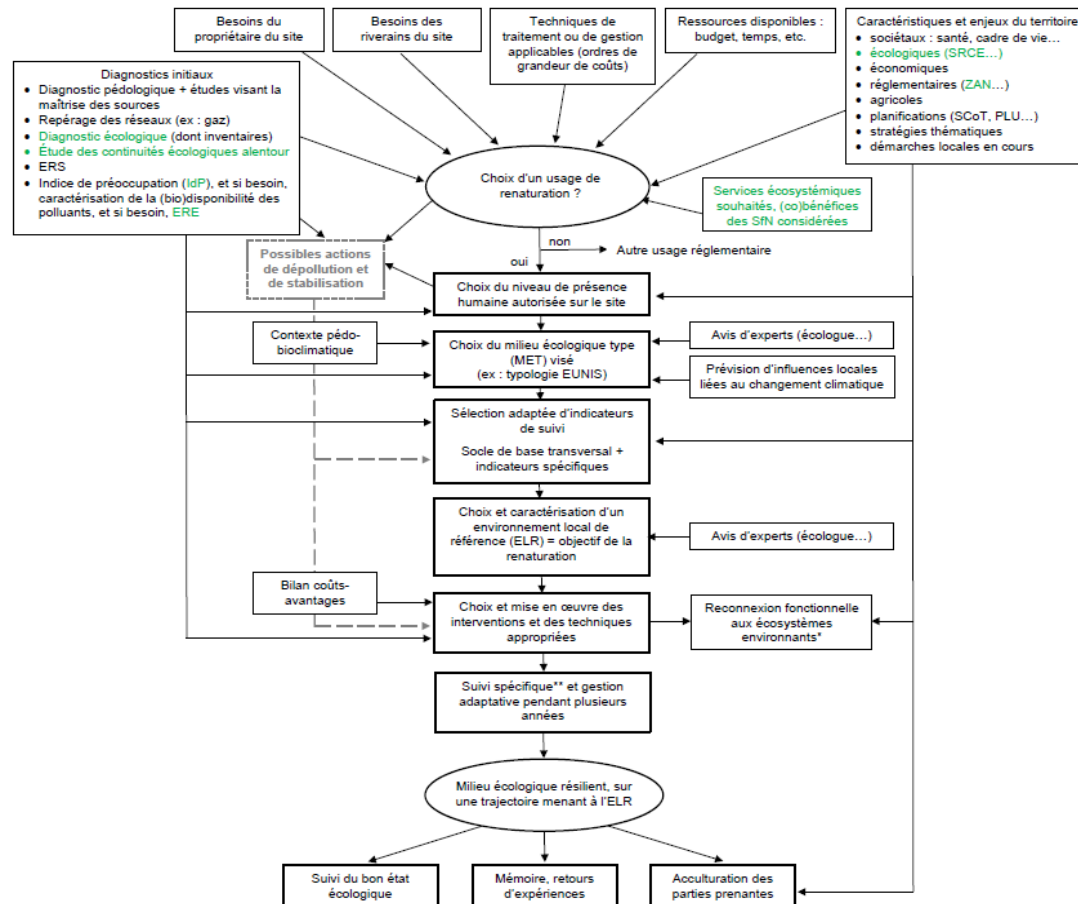 Besoins du
propriétaire du site
Besoins des
riverains du site
Techniques de
traitement ou de gestion
applicables (ordres de
grandeur de coûts)
Ressources disponibles :
budget, temps, etc.
Caractéristiques et enjeux du territoire
• sociétaux : santé, cadre de vie…
• écologiques (SRCE…)
• économiques
• réglementaires (ZAN…)
• agricoles
• planifications (SCoT, PLU…)
• stratégies thématiques
• démarches locales en cours
Diagnostics initiaux
• Diagnostic pédologique + études visant la
maîtrise des sources
• Repérage des réseaux (ex : gaz)
• Diagnostic écologique (dont inventaires)
• Étude des continuités écologiques alentour
• ERS
• Indice de préoccupation (IdP), et si besoin,
caractérisation de la (bio)disponibilité des
polluants, et si besoin, ERE
Choix d'un usage de
renaturation ?
Services écosystémiques
souhaités, (co)bénéfices
des SfN considérées
non
Autre usage réglementaire
oui
Possibles actions
de dépollution et
de stabilisation
Choix du niveau de présence
humaine autorisée sur le site
Contexte pédo-
bioclimatique
Choix du milieu écologique type
(MET) visé
(ex : typologie EUNIS)
Avis d'experts (écologue…)
Prévision d'influences locales
liées au changement climatique
Sélection adaptée d'indicateurs
de suivi
Socle de base transversal +
indicateurs spécifiques
Choix et caractérisation d'un
environnement local de
référence (ELR) = objectif de la
renaturation
Avis d'experts (écologue…)
Bilan coûts-
avantages
Choix et mise en œuvre des
interventions et des techniques
appropriées
Reconnexion fonctionnelle
aux écosystèmes
environnants*
Suivi spécifique** et gestion
adaptative pendant plusieurs
années
Milieu écologique résilient, sur
une trajectoire menant à l'ELR
Suivi du bon état
écologique
Mémoire, retours
d'expériences
Acculturation des
parties prenantes